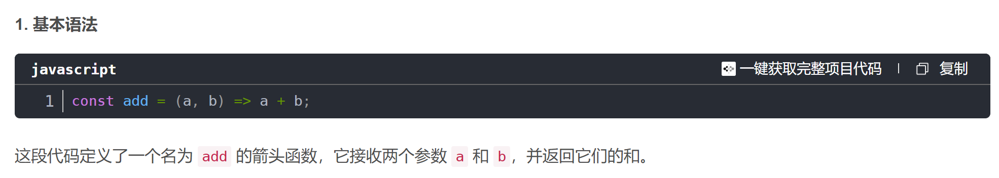 1. 基本语法
javascript
一键获取完整项目代码 | 复制
1 const add = (a, b) => a + b;
这段代码定义了一个名为 add 的箭头函数，它接收两个参数 a 和 b，并返回它们的和。